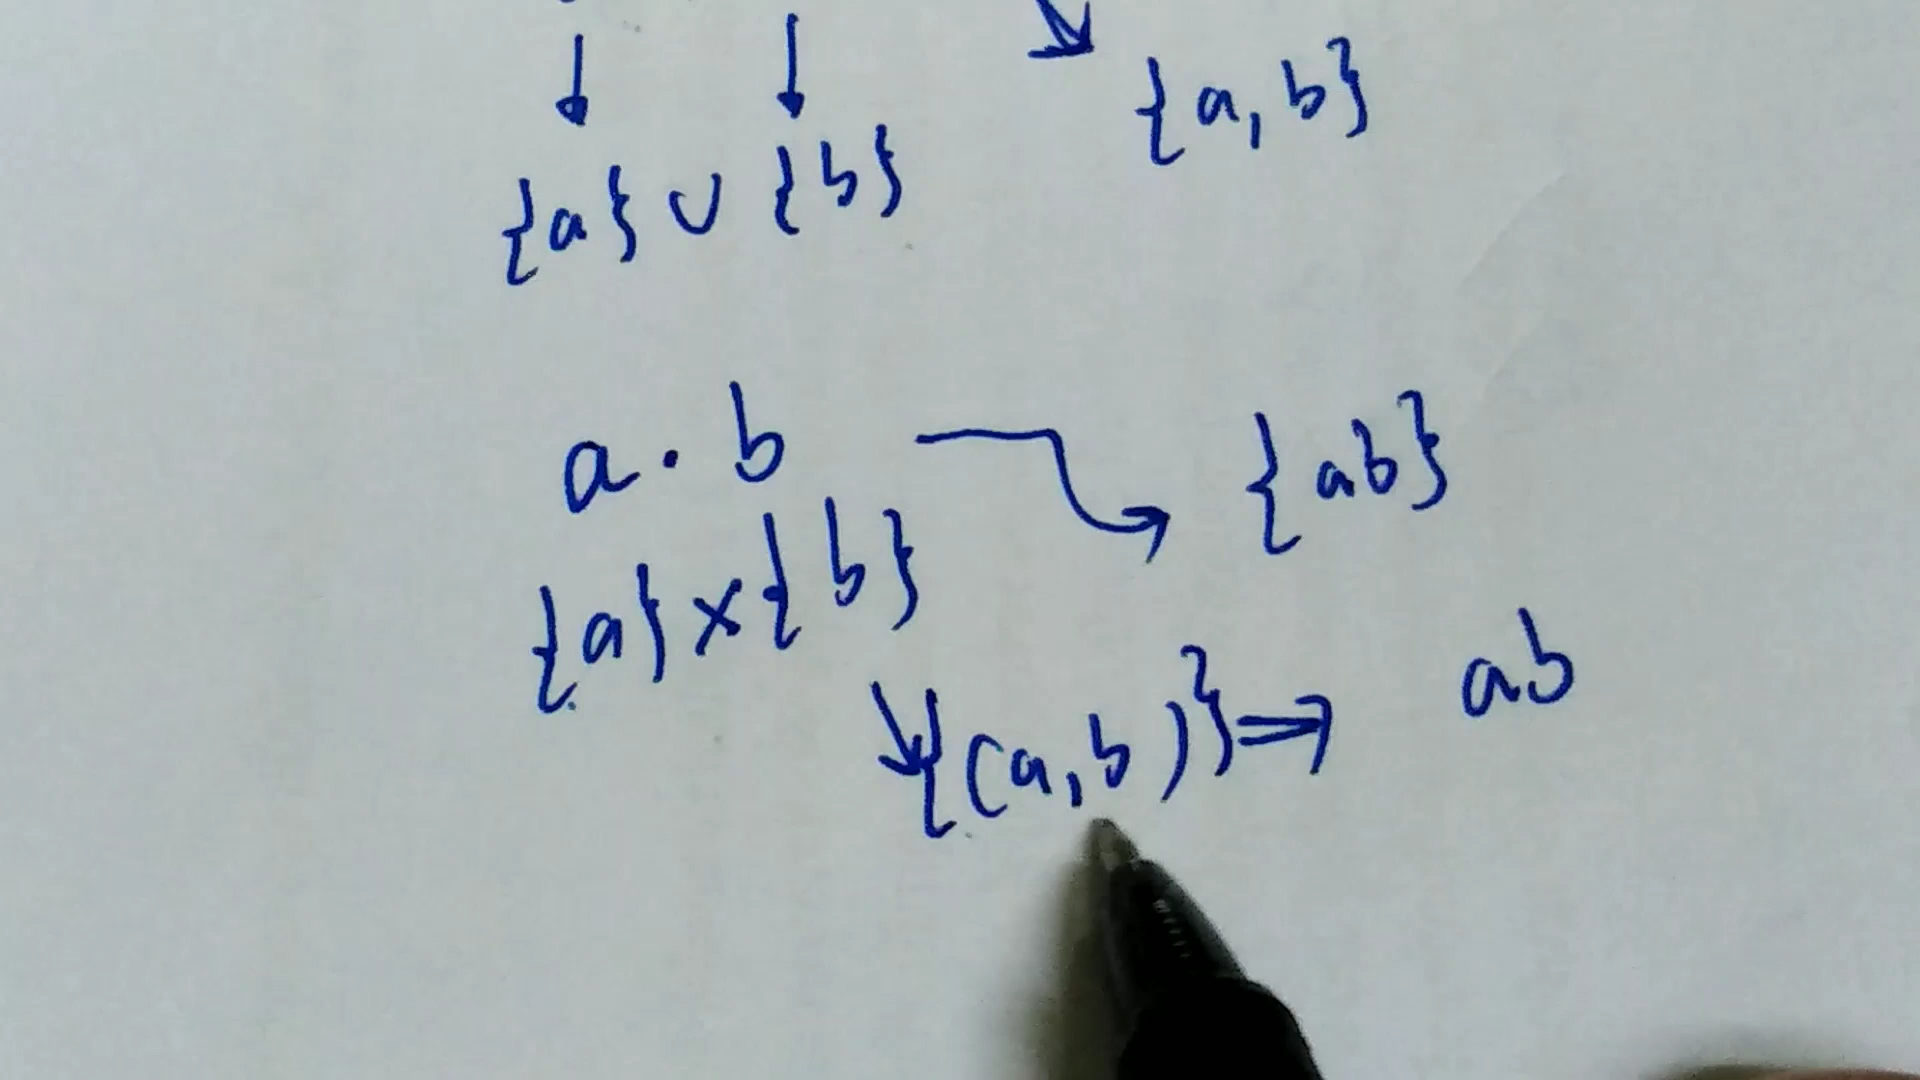 ↓ ↓ ↘ {a, b}
{a} ∪ {b}
a · b → {ab}
{a} × {b}
↘ {(a, b)} ⇒ ab